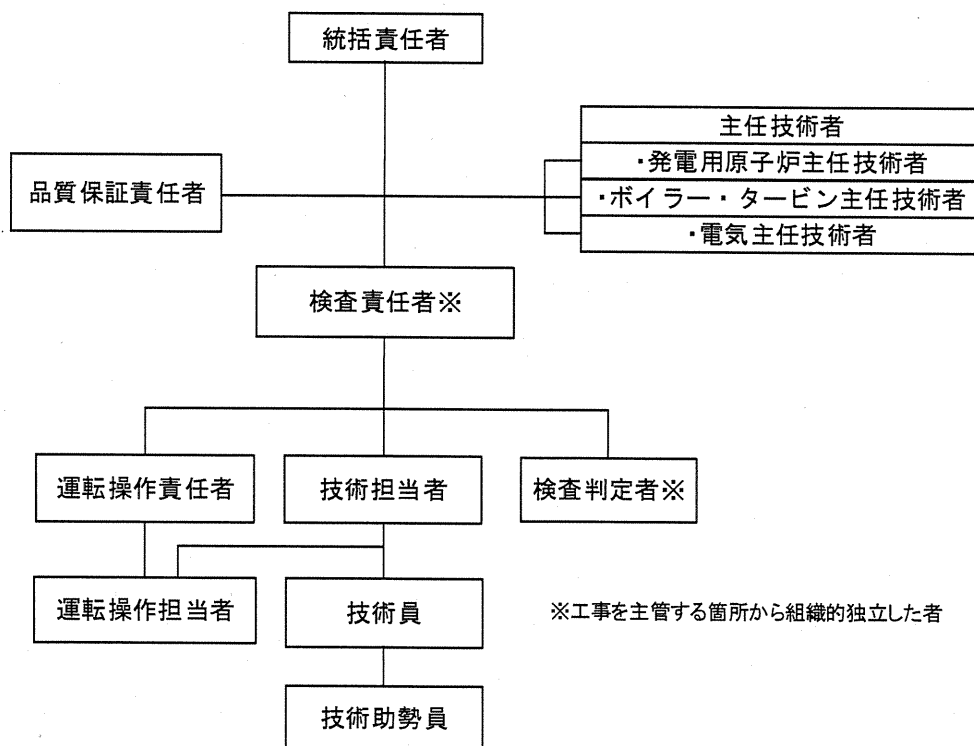 統括責任者
主任技術者
・発電用原子炉主任技術者
品質保証責任者
・ボイラー・タービン主任技術者
・電気主任技術者
検査責任者※
運転操作責任者
技術担当者
検査判定者※
運転操作担当者
技術員
※工事を主管する箇所から組織的独立した者
技術助勢員